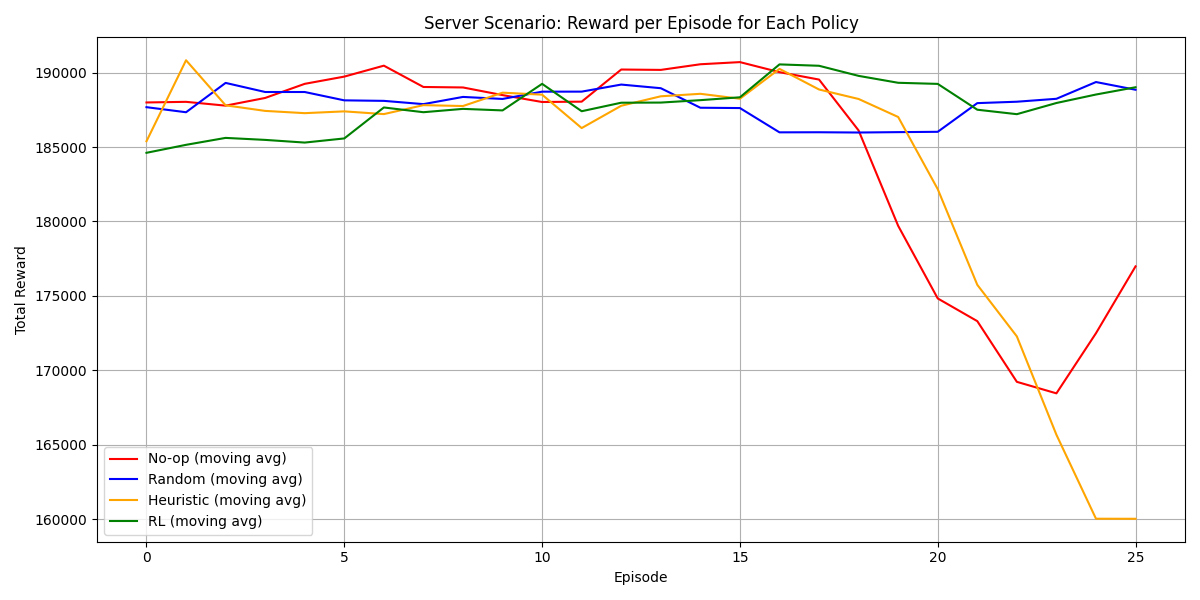 Server Scenario: Reward per Episode for Each Policy
Total Reward
190000
185000
180000
175000
170000
165000
160000
No-op (moving avg)
Random (moving avg)
Heuristic (moving avg)
RL (moving avg)
0 5 10 15 20 25
Episode